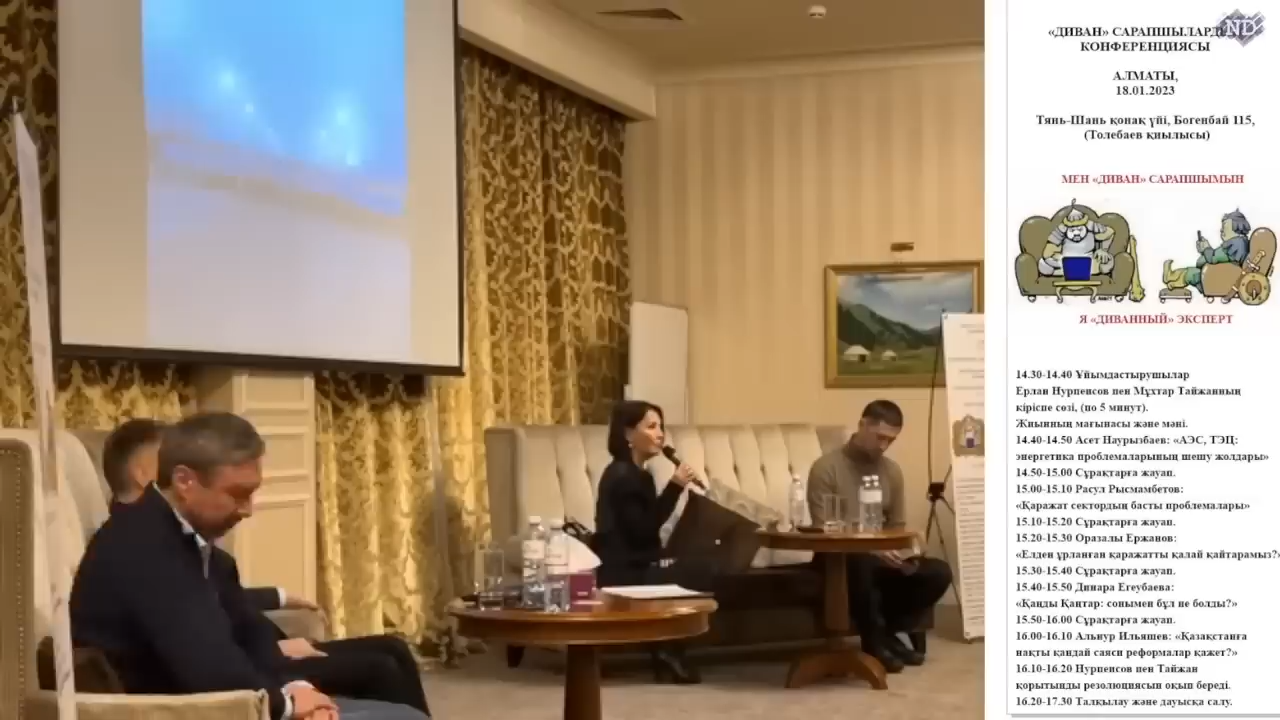 ND
«ДИВАН» САРАПШЫЛАРДЫҢ
КОНФЕРЕНЦИЯСЫ
АЛМАТЫ,
18.01.2023
Тянь-Шань қонақ үйі, Богенбай 115,
(Толебаев қиылысы)
МЕН «ДИВАН» САРАПШЫМЫН
Я «ДИВАННЫЙ» ЭКСПЕРТ
14.30-14.40 Ұйымдастырушылар
Ерлан Нурпеисов пен Мұхтар Тайжанның
кіріспе сөзі, (по 5 минут).
Жиынның мағынасы және мәні.
14.40-14.50 Асет Наурызбаев: «АЭС, ТЭЦ:
энергетика проблемаларының шешу жолдары»
14.50-15.00 Сұрақтарға жауап.
15.00-15.10 Расул Рысмамбетов:
«Қаражат сектордың басты проблемалары»
15.10-15.20 Сұрақтарға жауап.
15.20-15.30 Оразалы Ержанов:
«Елден ұрланған қаражатты қалай қайтарамыз?»
15.30-15.40 Сұрақтарға жауап.
15.40-15.50 Динара Егеубаева:
«Қанды Қаңтар: сонымен бұл не болды?»
15.50-16.00 Сұрақтарға жауап.
16.00-16.10 Альнур Ильяшев: «Қазақстанға
нақты қандай саяси реформалар қажет?»
16.10-16.20 Нурпеисов пен Тайжан
қорытынды резолюциясын оқып береді.
16.20-17.30 Талқылау және дауысқа салу.